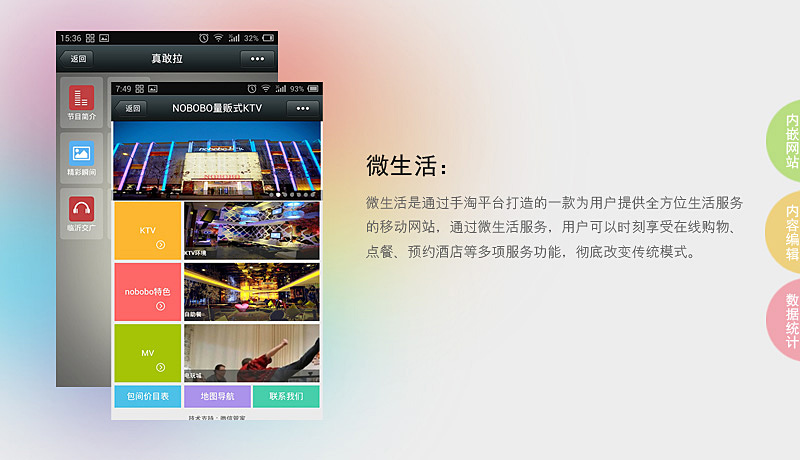 15:36
32%
返回
真敢拉
节目简介
精彩瞬间
临沂交广
7:49
93%
返回
NOBOBO量贩式KTV
NOBOBO
KTV
KTV环境
nobobo特色
自助餐
MV
电玩城
包间价目表
地图导航
联系我们
技术支持：微信管家
微生活：
微生活是通过手淘平台打造的一款为用户提供全方位生活服务
的移动网站，通过微生活服务，用户可以时刻享受在线购物、
点餐、预约酒店等多项服务功能，彻底改变传统模式。
内嵌网站
内容编辑
数据统计